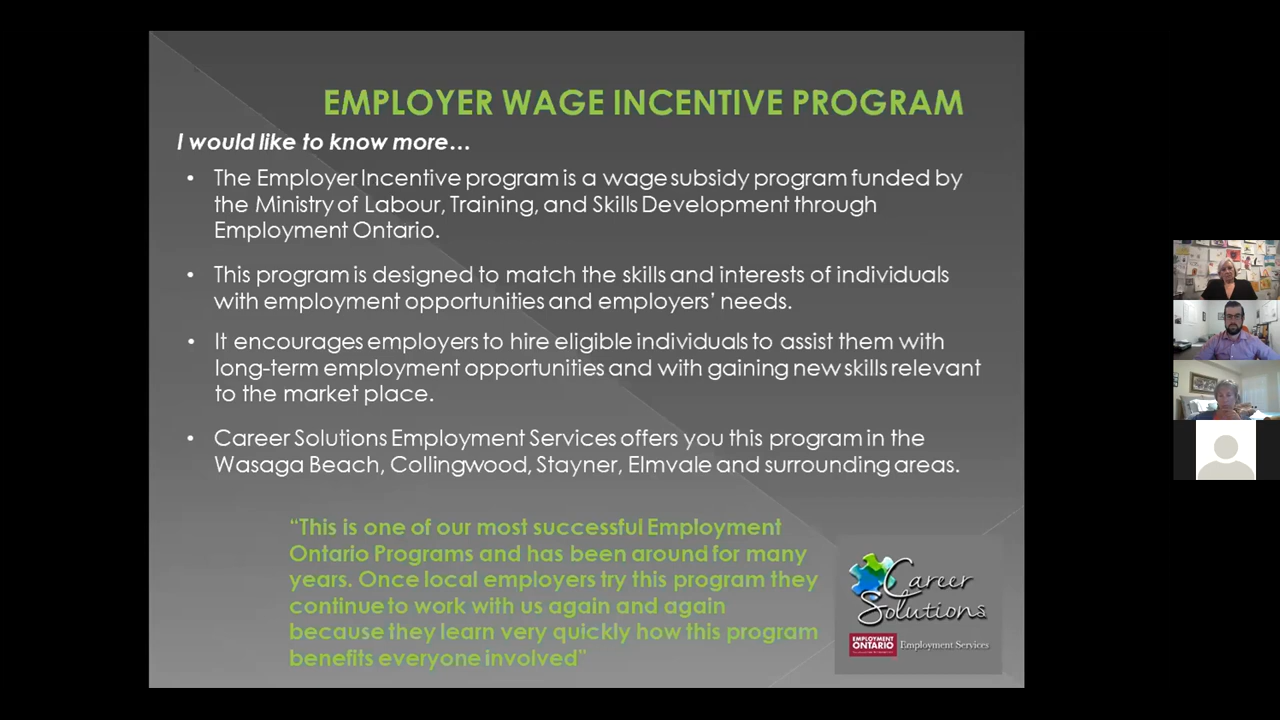 EMPLOYER WAGE INCENTIVE PROGRAM
I would like to know more…
• The Employer Incentive program is a wage subsidy program funded by
the Ministry of Labour, Training, and Skills Development through
Employment Ontario.
• This program is designed to match the skills and interests of individuals
with employment opportunities and employers’ needs.
• It encourages employers to hire eligible individuals to assist them with
long-term employment opportunities and with gaining new skills relevant
to the market place.
• Career Solutions Employment Services offers you this program in the
Wasaga Beach, Collingwood, Stayner, Elmvale and surrounding areas.
“This is one of our most successful Employment
Ontario Programs and has been around for many
years. Once local employers try this program they
continue to work with us again and again
because they learn very quickly how this program
benefits everyone involved”
Career
Solutions
EMPLOYMENT
ONTARIO
Employment Services